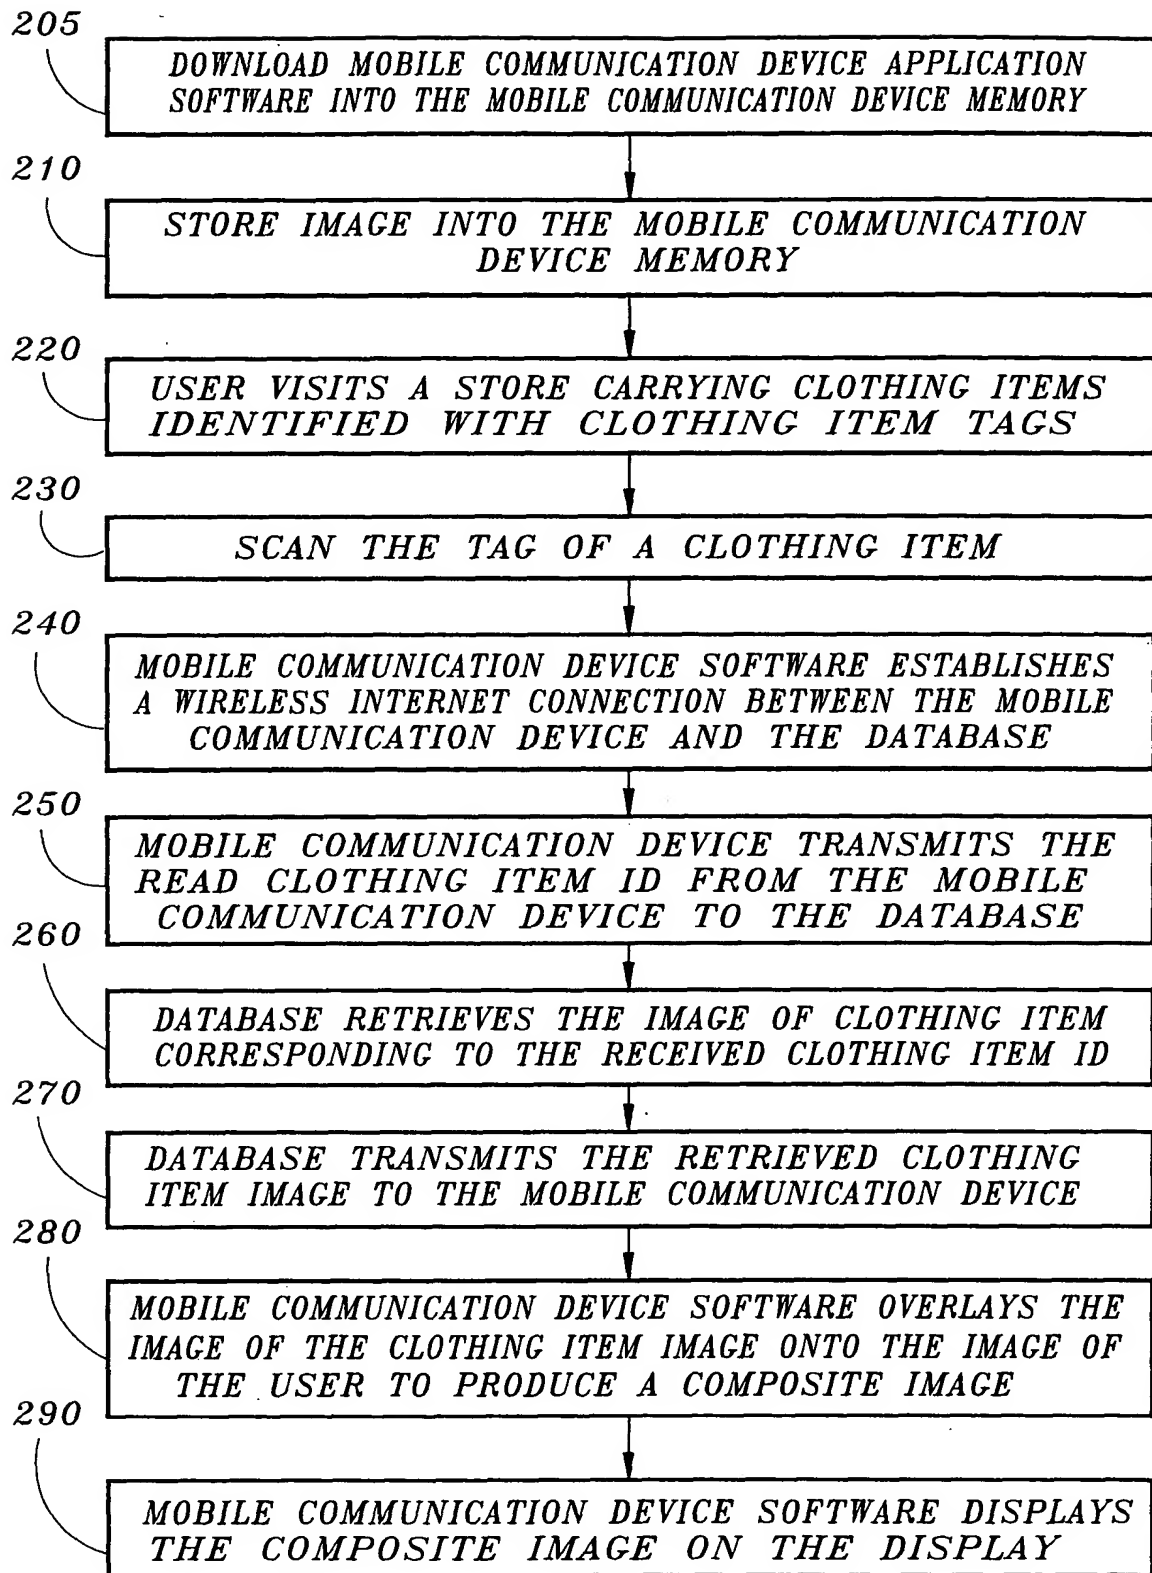 205
DOWNLOAD MOBILE COMMUNICATION DEVICE APPLICATION
SOFTWARE INTO THE MOBILE COMMUNICATION DEVICE MEMORY
210
STORE IMAGE INTO THE MOBILE COMMUNICATION
DEVICE MEMORY
220
USER VISITS A STORE CARRYING CLOTHING ITEMS
IDENTIFIED WITH CLOTHING ITEM TAGS
230
SCAN THE TAG OF A CLOTHING ITEM
240
MOBILE COMMUNICATION DEVICE SOFTWARE ESTABLISHES
A WIRELESS INTERNET CONNECTION BETWEEN THE MOBILE
COMMUNICATION DEVICE AND THE DATABASE
250
MOBILE COMMUNICATION DEVICE TRANSMITS THE
READ CLOTHING ITEM ID FROM THE MOBILE
COMMUNICATION DEVICE TO THE DATABASE
260
DATABASE RETRIEVES THE IMAGE OF CLOTHING ITEM
CORRESPONDING TO THE RECEIVED CLOTHING ITEM ID
270
DATABASE TRANSMITS THE RETRIEVED CLOTHING
ITEM IMAGE TO THE MOBILE COMMUNICATION DEVICE
280
MOBILE COMMUNICATION DEVICE SOFTWARE OVERLAYS THE
IMAGE OF THE CLOTHING ITEM IMAGE ONTO THE IMAGE OF
THE USER TO PRODUCE A COMPOSITE IMAGE
290
MOBILE COMMUNICATION DEVICE SOFTWARE DISPLAYS
THE COMPOSITE IMAGE ON THE DISPLAY